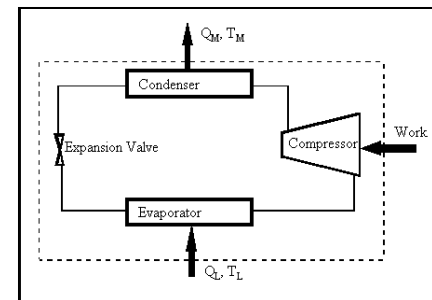 Q_M, T_M
Condenser
Work
Compressor
Expansion Valve
Evaporator
Q_L, T_L